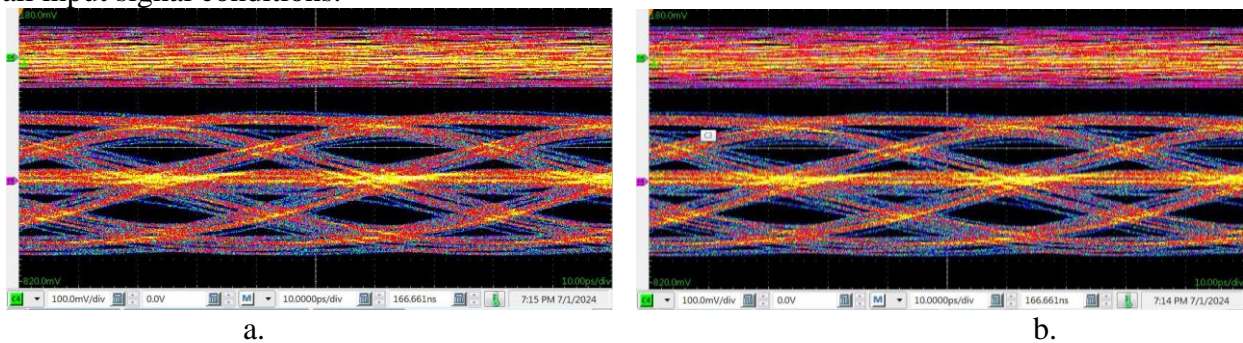 an input signal conditions.
180.0mV
180.0mV
-820.0mV
10.00ps/div
-820.0mV
10.00ps/div
C4 100.0mV/div 0.0V M 10.0000ps/div 166.661ns 7:15 PM 7/1/2024
C4 100.0mV/div 0.0V M 10.0000ps/div 166.661ns 7:14 PM 7/1/2024
a.
b.